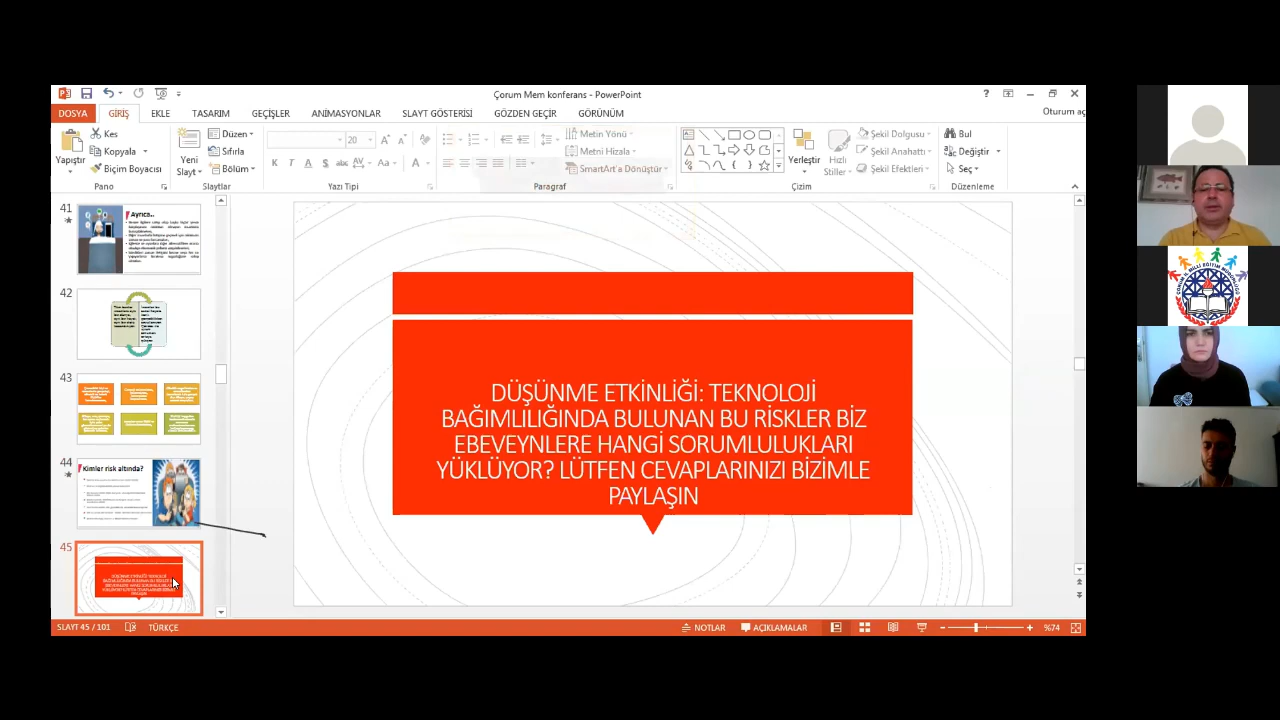 Çorum Mem konferans - PowerPoint
DOSYA GİRİŞ EKLE TASARIM GEÇİŞLER ANİMASYONLAR SLAYT GÖSTERİSİ GÖZDEN GEÇİR GÖRÜNÜM Oturum aç
Yapıştır
Kes
Kopyala
Biçim Boyacısı
Pano
Yeni
Slayt
Düzen
Sıfırla
Bölüm
Slaytlar
20
Yazı Tipi
Metin Yönü
Metni Hizala
SmartArt'a Dönüştür
Paragraf
Yerleştir
Hızlı
Stiller
Şekil Dolgusu
Şekil Anahattı
Şekil Efektleri
Çizim
Bul
Değiştir
Seç
Düzenleme
41
Ayrıca...
42
43
44
Kimler risk altında?
45
DÜŞÜNME ETKİNLİĞİ: TEKNOLOJİ
BAĞIMLILIĞINDA BULUNAN BU RİSKLER BİZ
EBEVEYNLERE HANGİ SORUMLULUKLARI
YÜKLÜYOR? LÜTFEN CEVAPLARINIZI BİZİMLE
PAYLAŞIN
SLAYT 45 / 101 TÜRKÇE
NOTLAR AÇIKLAMALAR %74